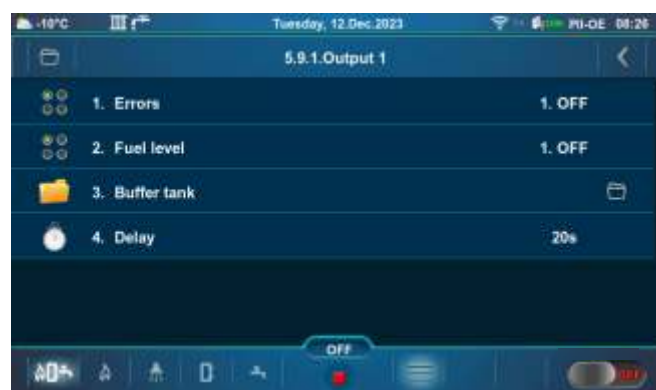 -10°C Tuesday, 12.Dec.2023 PU-OE 08:26
5.9.1.Output 1
1. Errors 1. OFF
2. Fuel level 1. OFF
3. Buffer tank
4. Delay 20s
OFF
OFF